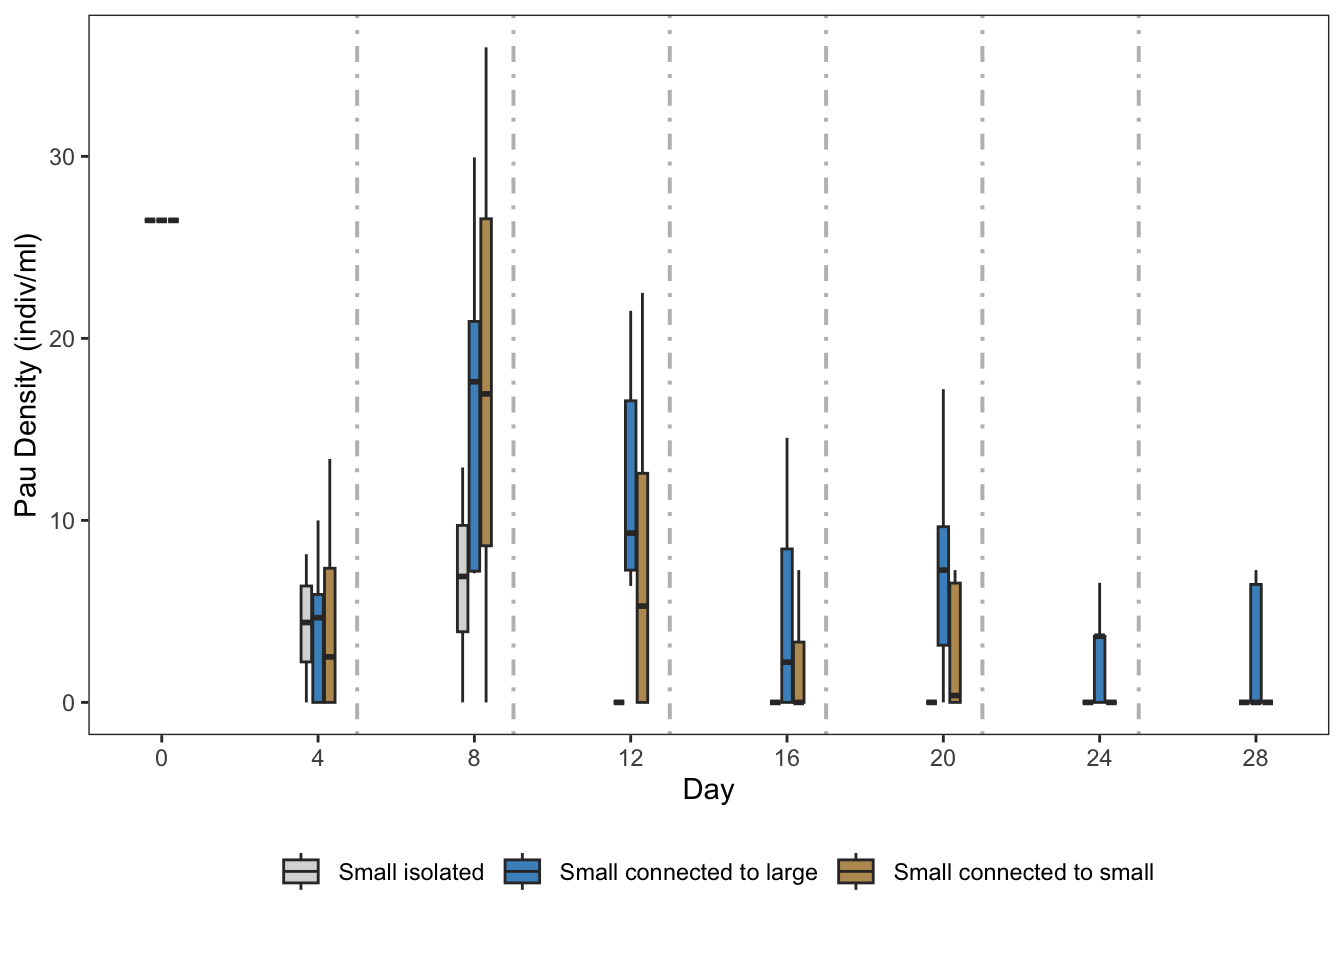 Pau Density (indiv/ml)
30
20
10
0
0 4 8 12 16 20 24 28
Day
Small isolated Small connected to large Small connected to small